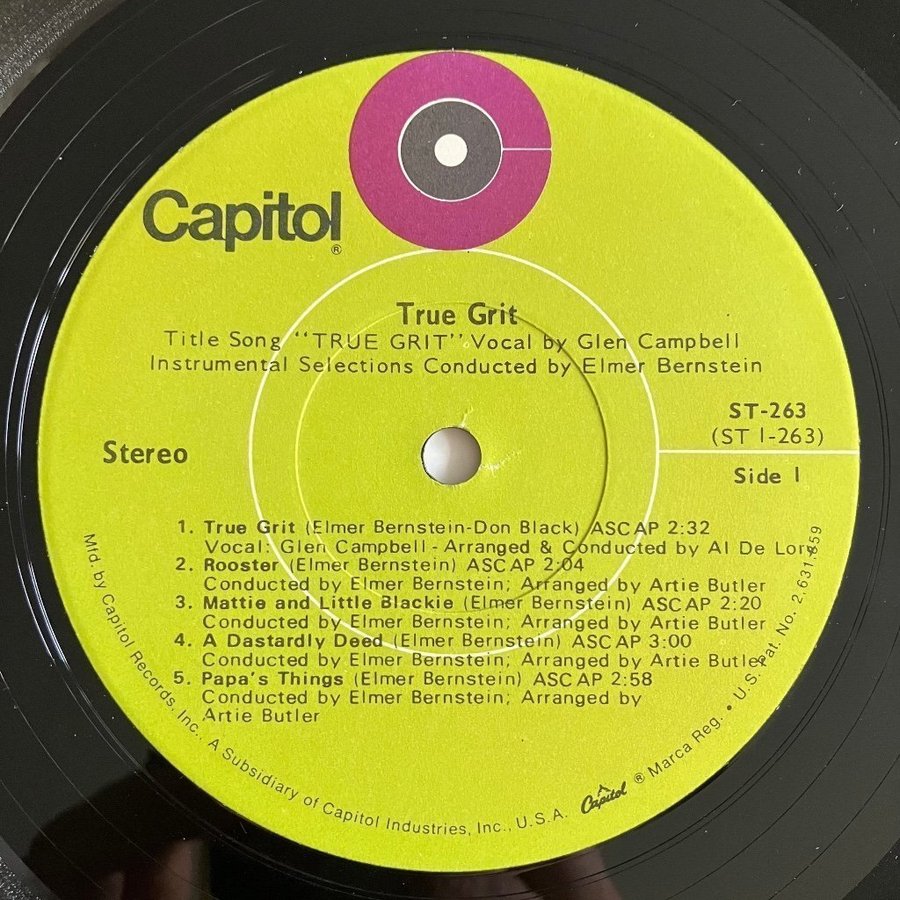 Capitol®
True Grit
Title Song "TRUE GRIT" Vocal by Glen Campbell
Instrumental Selections Conducted by Elmer Bernstein
ST-263
(ST 1-263)
Stereo
Side 1
1. True Grit (Elmer Bernstein-Don Black) ASCAP 2:32
Vocal: Glen Campbell - Arranged & Conducted by Al De Lory
2. Rooster (Elmer Bernstein) ASCAP 2:04
Conducted by Elmer Bernstein; Arranged by Artie Butler
3. Mattie and Little Blackie (Elmer Bernstein) ASCAP 2:20
Conducted by Elmer Bernstein; Arranged by Artie Butler
4. A Dastardly Deed (Elmer Bernstein) ASCAP 3:00
Conducted by Elmer Bernstein; Arranged by Artie Butler
5. Papa's Things (Elmer Bernstein) ASCAP 2:58
Conducted by Elmer Bernstein; Arranged by
Artie Butler
Mfd. by Capitol Records, Inc., A Subsidiary of Capitol Industries, Inc., U.S.A. Capitol ® Marca Reg. • U.S. Pat. No. 2,631,859